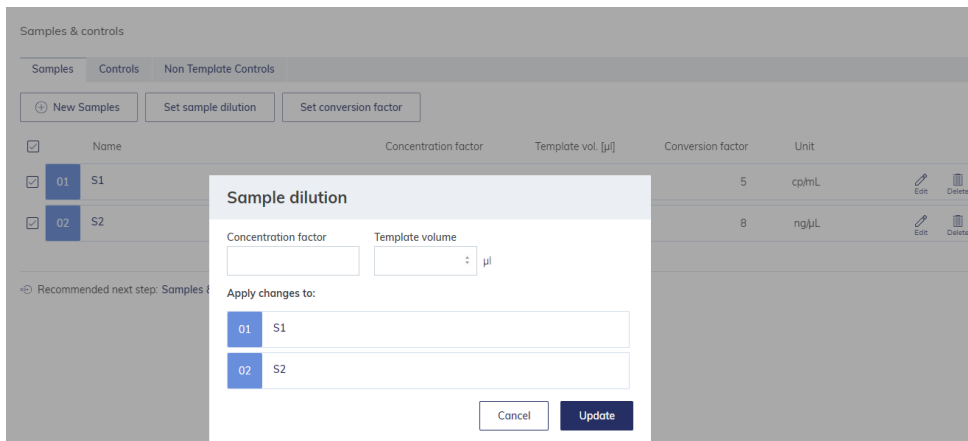 Samples & controls
Samples Controls Non Template Controls
New Samples Set sample dilution Set conversion factor
Name Concentration factor Template vol. [µl] Conversion factor Unit
01 S1 5 cp/mL Edit Delete
02 S2 8 ng/µL Edit Delete
Recommended next step: Samples &
Sample dilution
Concentration factor Template volume
µl
Apply changes to:
01 S1
02 S2
Cancel Update